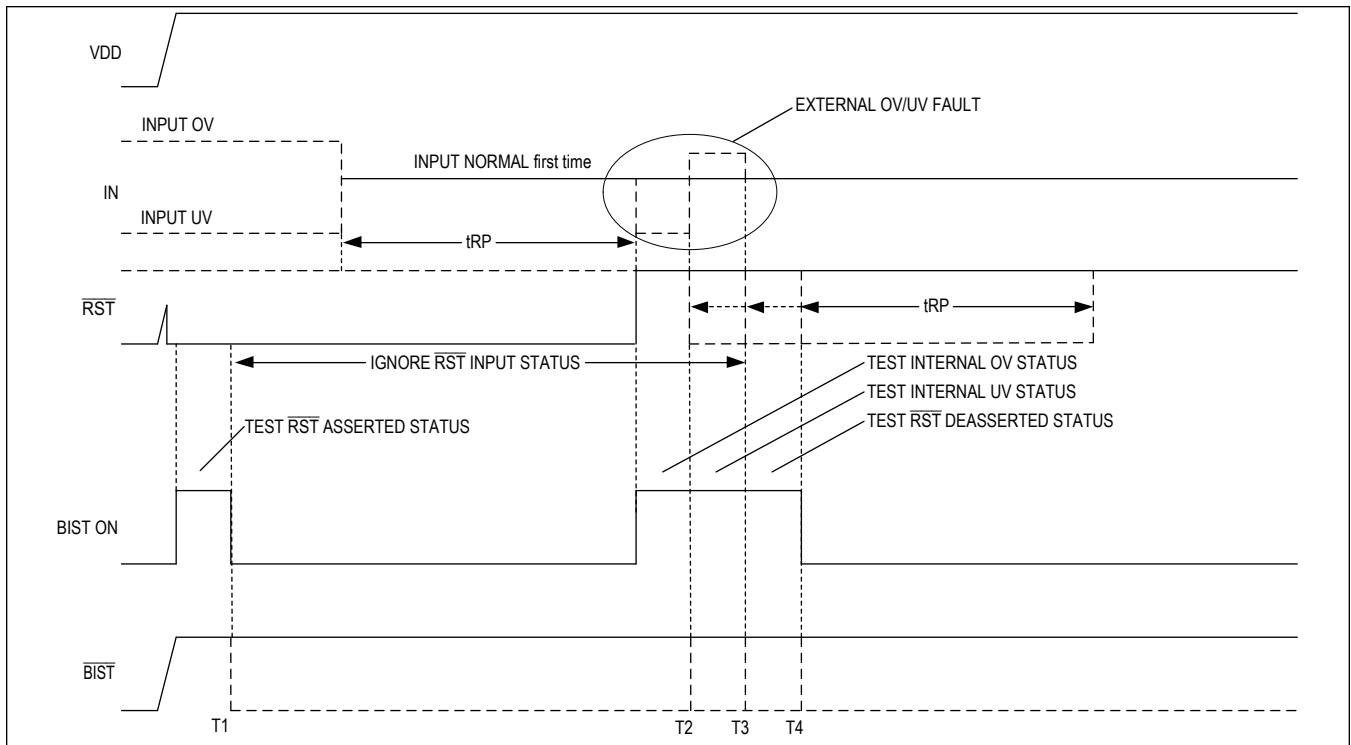 VDD
EXTERNAL OV/UV FAULT
INPUT OV
INPUT NORMAL first time
IN
INPUT UV
tRP
RST
tRP
IGNORE RST INPUT STATUS
TEST INTERNAL OV STATUS
TEST INTERNAL UV STATUS
TEST RST DEASSERTED STATUS
TEST RST ASSERTED STATUS
BIST ON
BIST
T1
T2
T3
T4